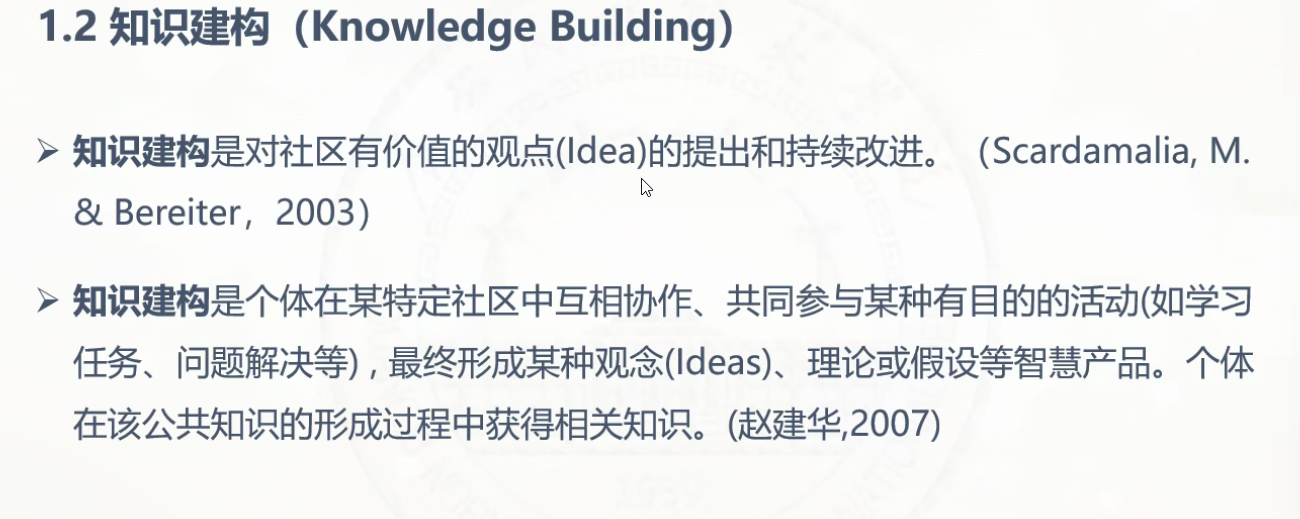 1.2 知识建构（Knowledge Building）
➢ 知识建构是对社区有价值的观点(Idea)的提出和持续改进。（Scardamalia, M.
& Bereiter，2003）
➢ 知识建构是个体在某特定社区中互相协作、共同参与某种有目的的活动(如学习
任务、问题解决等) , 最终形成某种观念(Ideas)、理论或假设等智慧产品。个体
在该公共知识的形成过程中获得相关知识。(赵建华,2007)
1939